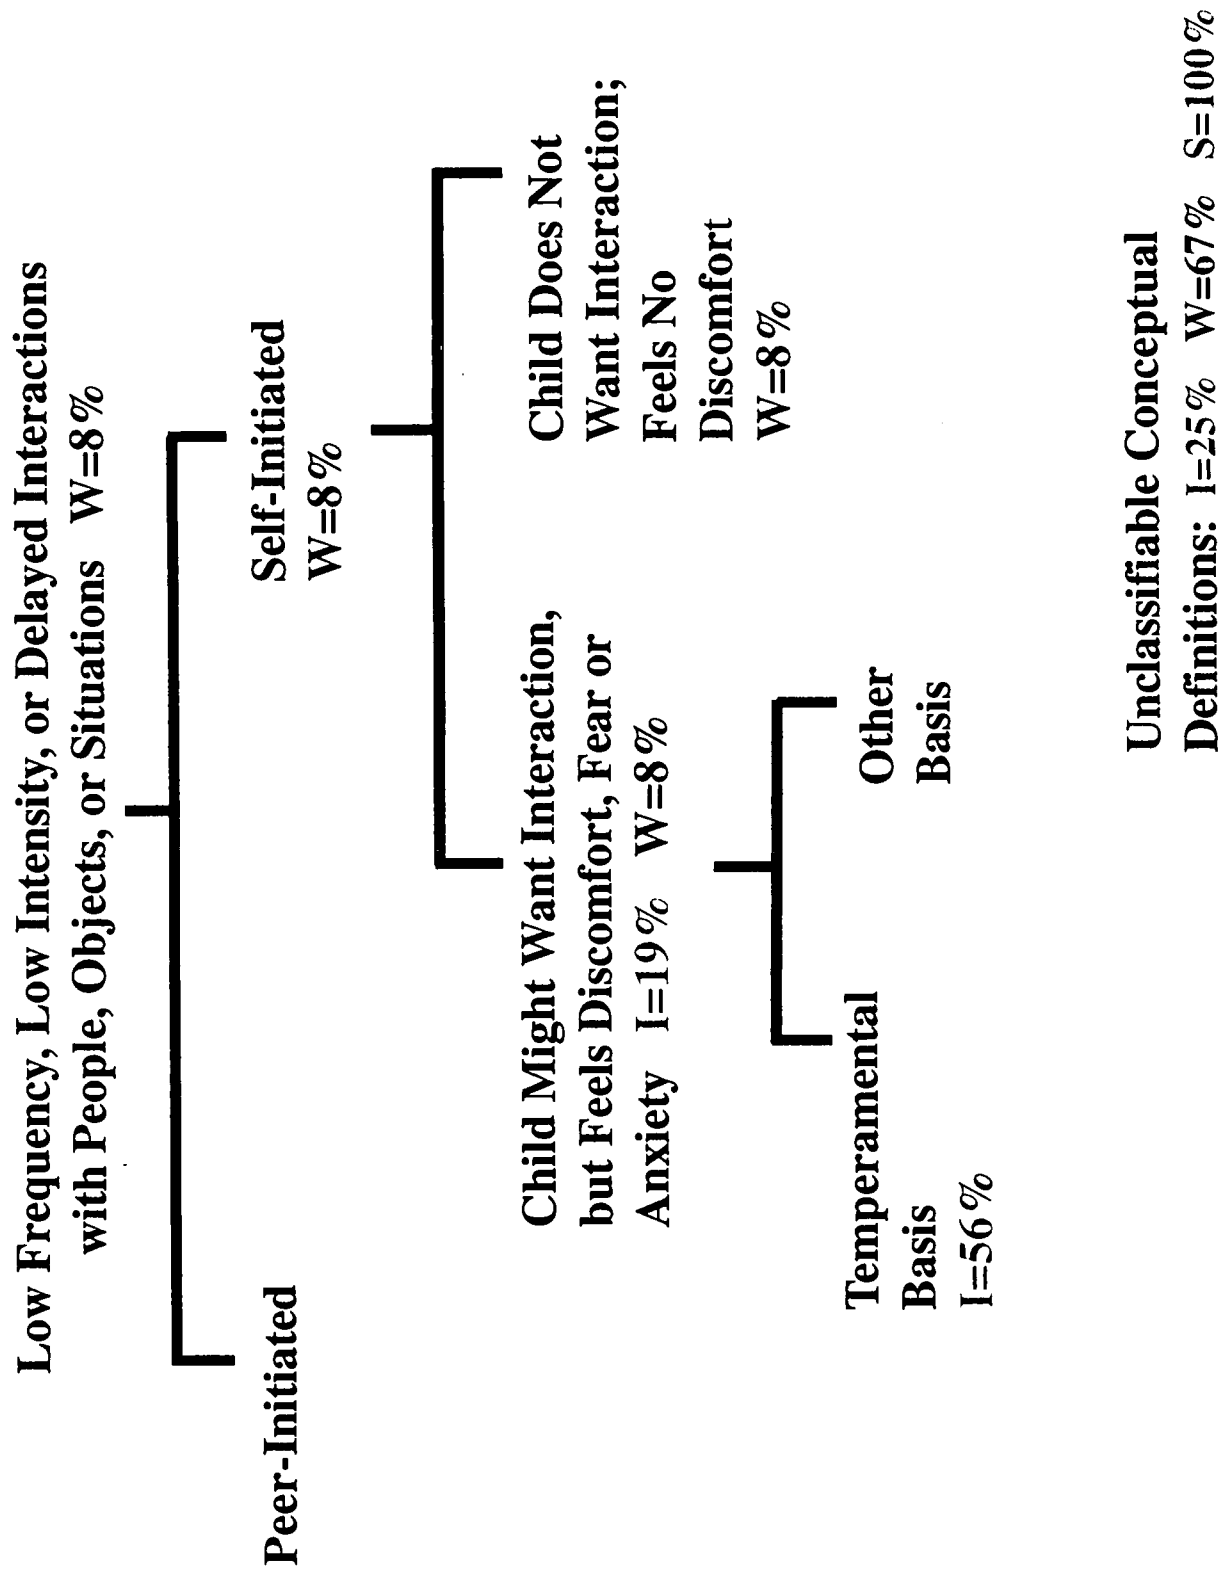 Low Frequency, Low Intensity, or Delayed Interactions
with People, Objects, or Situations W=8%
Peer-Initiated
Self-Initiated
W=8%
Child Might Want Interaction,
but Feels Discomfort, Fear or
Anxiety I=19% W=8%
Child Does Not
Want Interaction;
Feels No
Discomfort
W=8%
Temperamental
Basis
I=56%
Other
Basis
Unclassifiable Conceptual
Definitions: I=25% W=67% S=100%